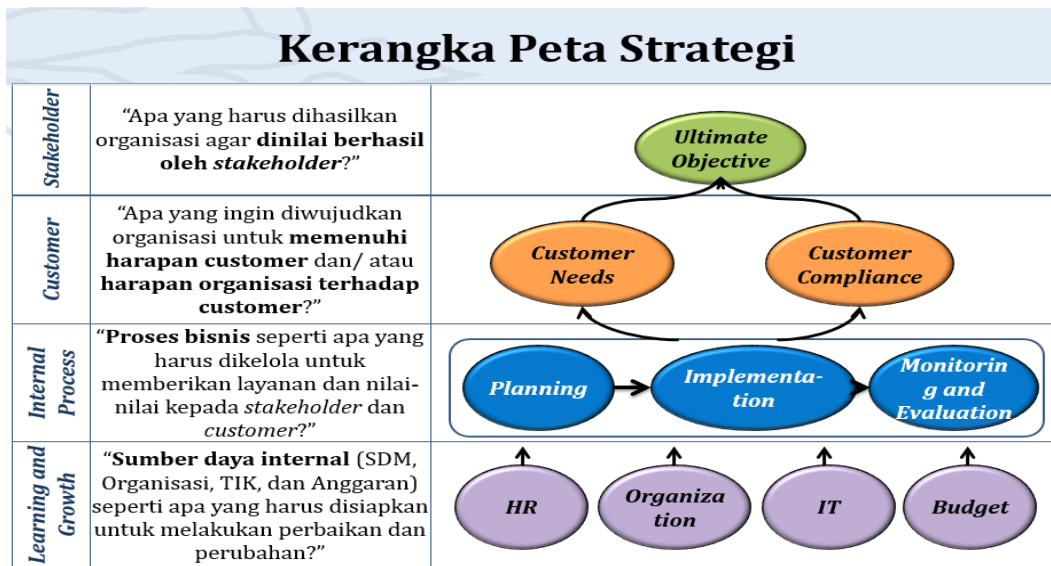 Kerangka Peta Strategi
Stakeholder
“Apa yang harus dihasilkan
organisasi agar dinilai berhasil
oleh stakeholder?”
Ultimate
Objective
Customer
“Apa yang ingin diwujudkan
organisasi untuk memenuhi
harapan customer dan/ atau
harapan organisasi terhadap
customer?”
Customer
Needs
Customer
Compliance
Internal
Process
“Proses bisnis seperti apa yang
harus dikelola untuk
memberikan layanan dan nilai-
nilai kepada stakeholder dan
customer?”
Planning
Implementa-
tion
Monitorin
g and
Evaluation
Learning and
Growth
“Sumber daya internal (SDM,
Organisasi, TIK, dan Anggaran)
seperti apa yang harus disiapkan
untuk melakukan perbaikan dan
perubahan?”
HR
Organiza
tion
IT
Budget